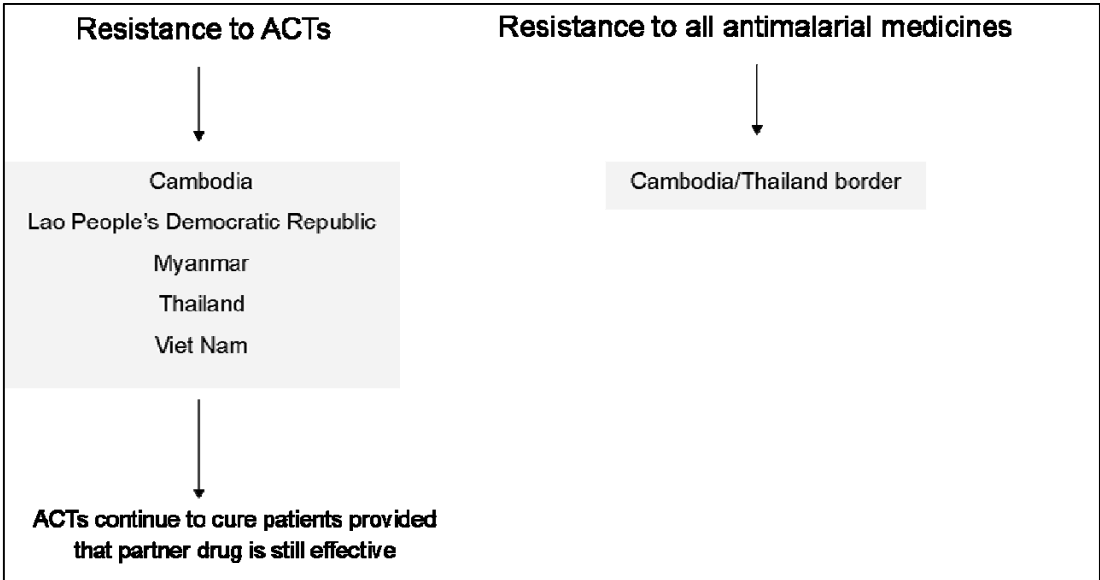 Resistance to ACTs
Resistance to all antimalarial medicines
Cambodia
Lao People's Democratic Republic
Myanmar
Thailand
Viet Nam
Cambodia/Thailand border
ACTs continue to cure patients provided
that partner drug is still effective